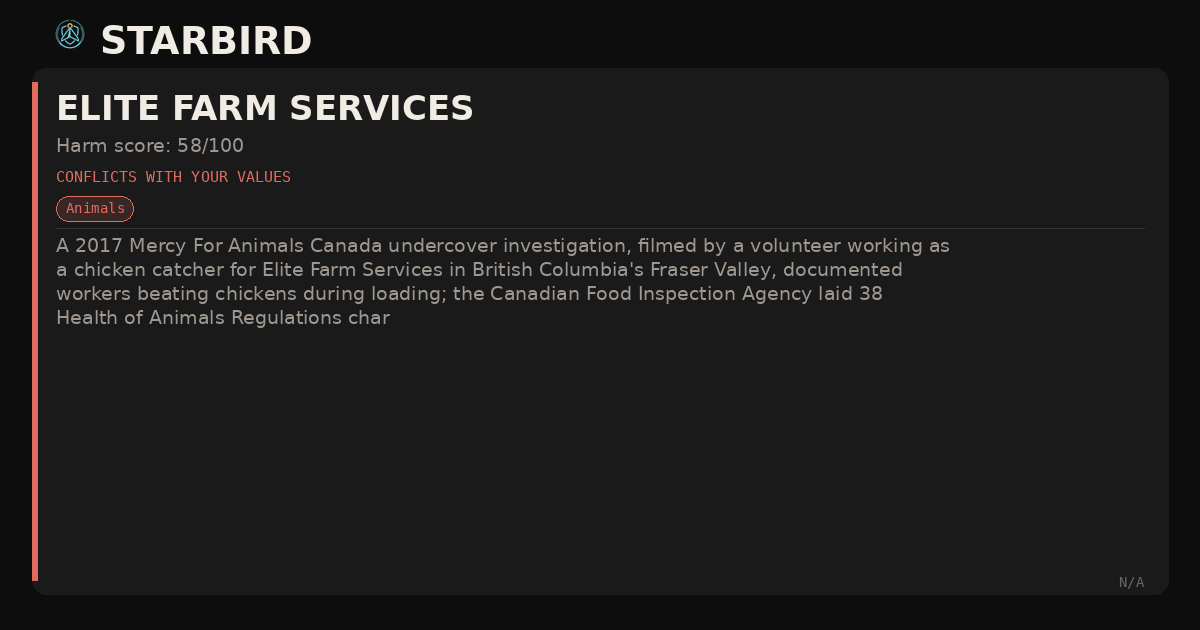 STARBIRD
ELITE FARM SERVICES
Harm score: 58/100
CONFLICTS WITH YOUR VALUES
Animals
A 2017 Mercy For Animals Canada undercover investigation, filmed by a volunteer working as
a chicken catcher for Elite Farm Services in British Columbia's Fraser Valley, documented
workers beating chickens during loading; the Canadian Food Inspection Agency laid 38
Health of Animals Regulations char
N/A